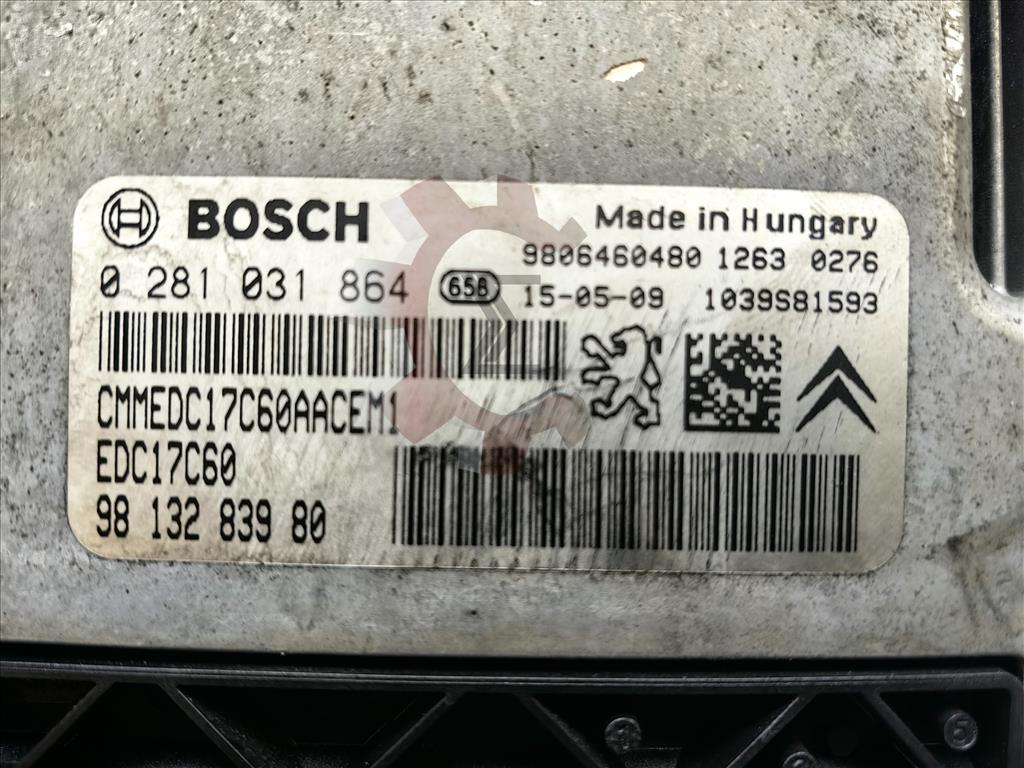 BOSCH
Made in Hungary
9806460480 1263 0276
0 281 031 864 658
15-05-09 1039S81593
CMMEDC17C60AACEM1
EDC17C60
98 132 839 80